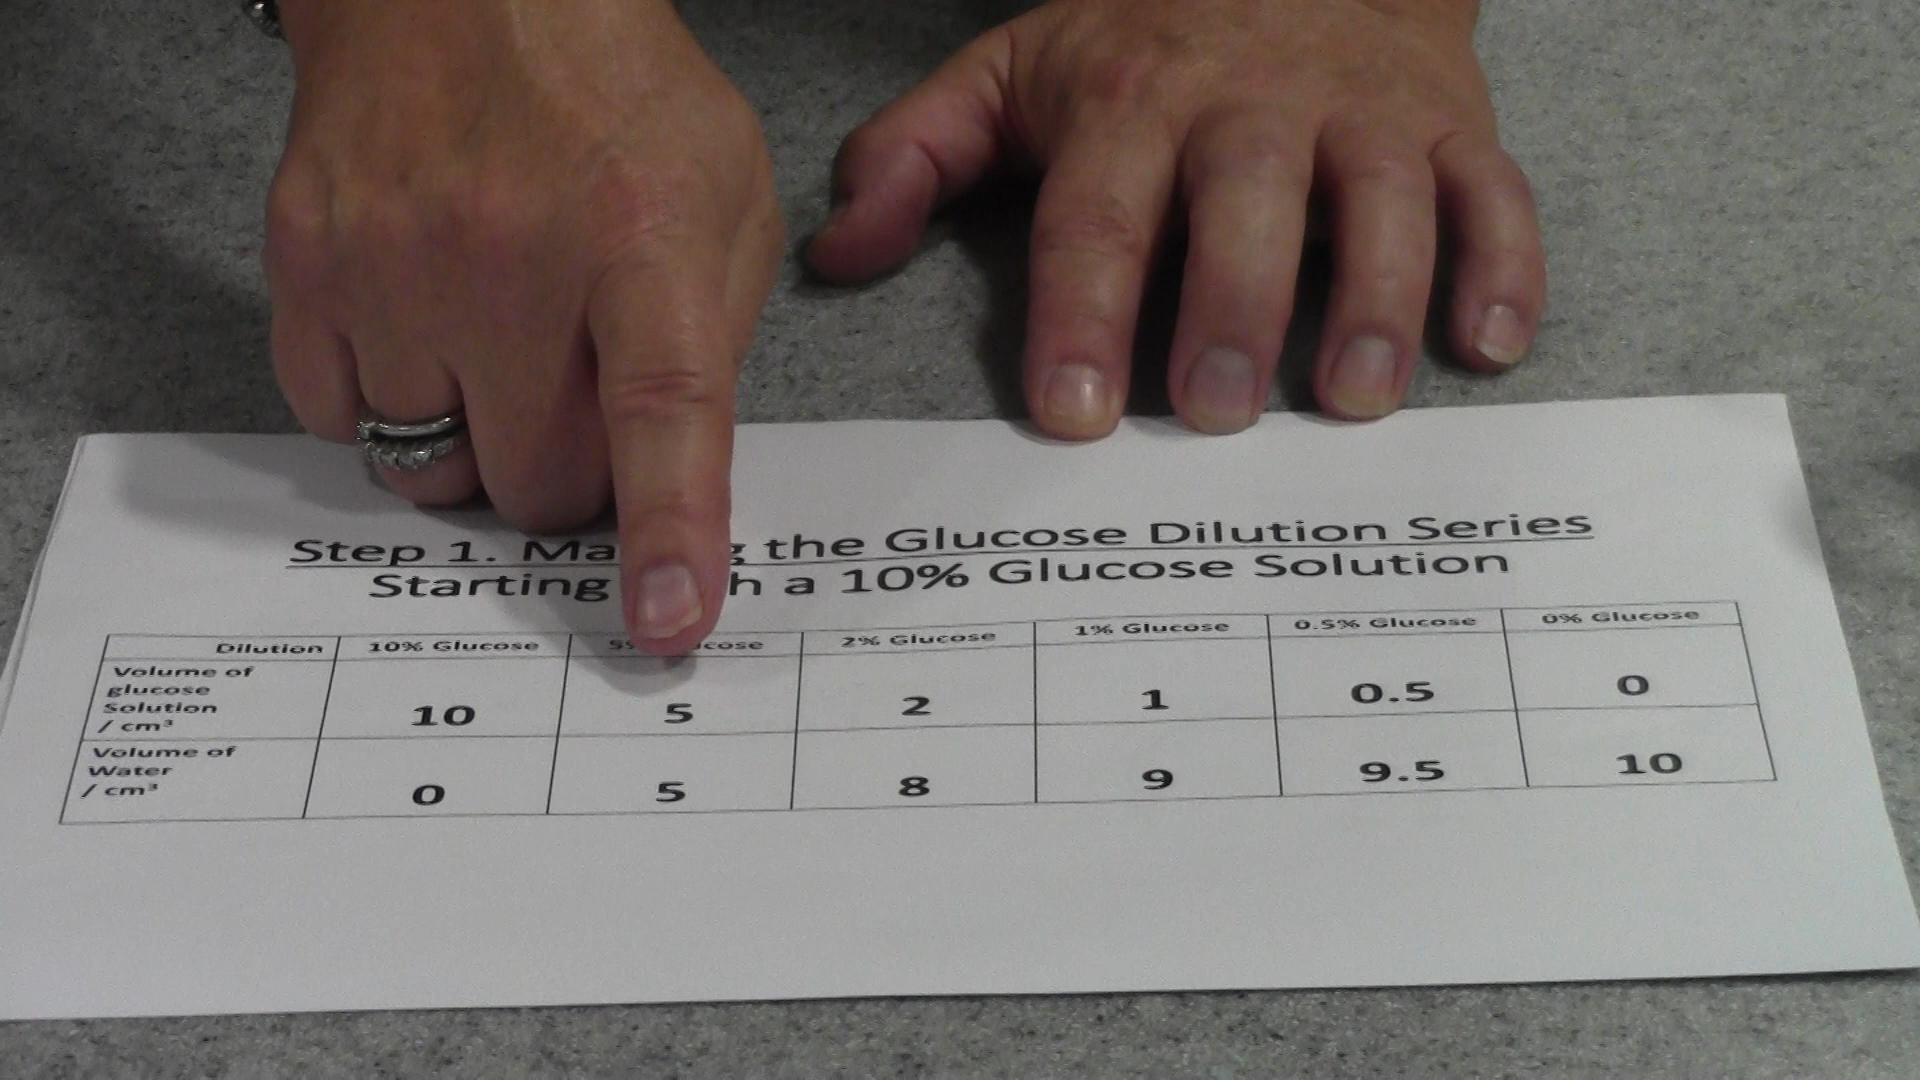 Step 1. Ma g the Glucose Dilution Series
Starting h a 10% Glucose Solution
Dilution 10% Glucose 5% cose 2% Glucose 1% Glucose 0.5% Glucose 0% Glucose
Volume of
glucose
Solution
/ cm³ 10 5 2 1 0.5 0
Volume of
Water
/ cm³ 0 5 8 9 9.5 10